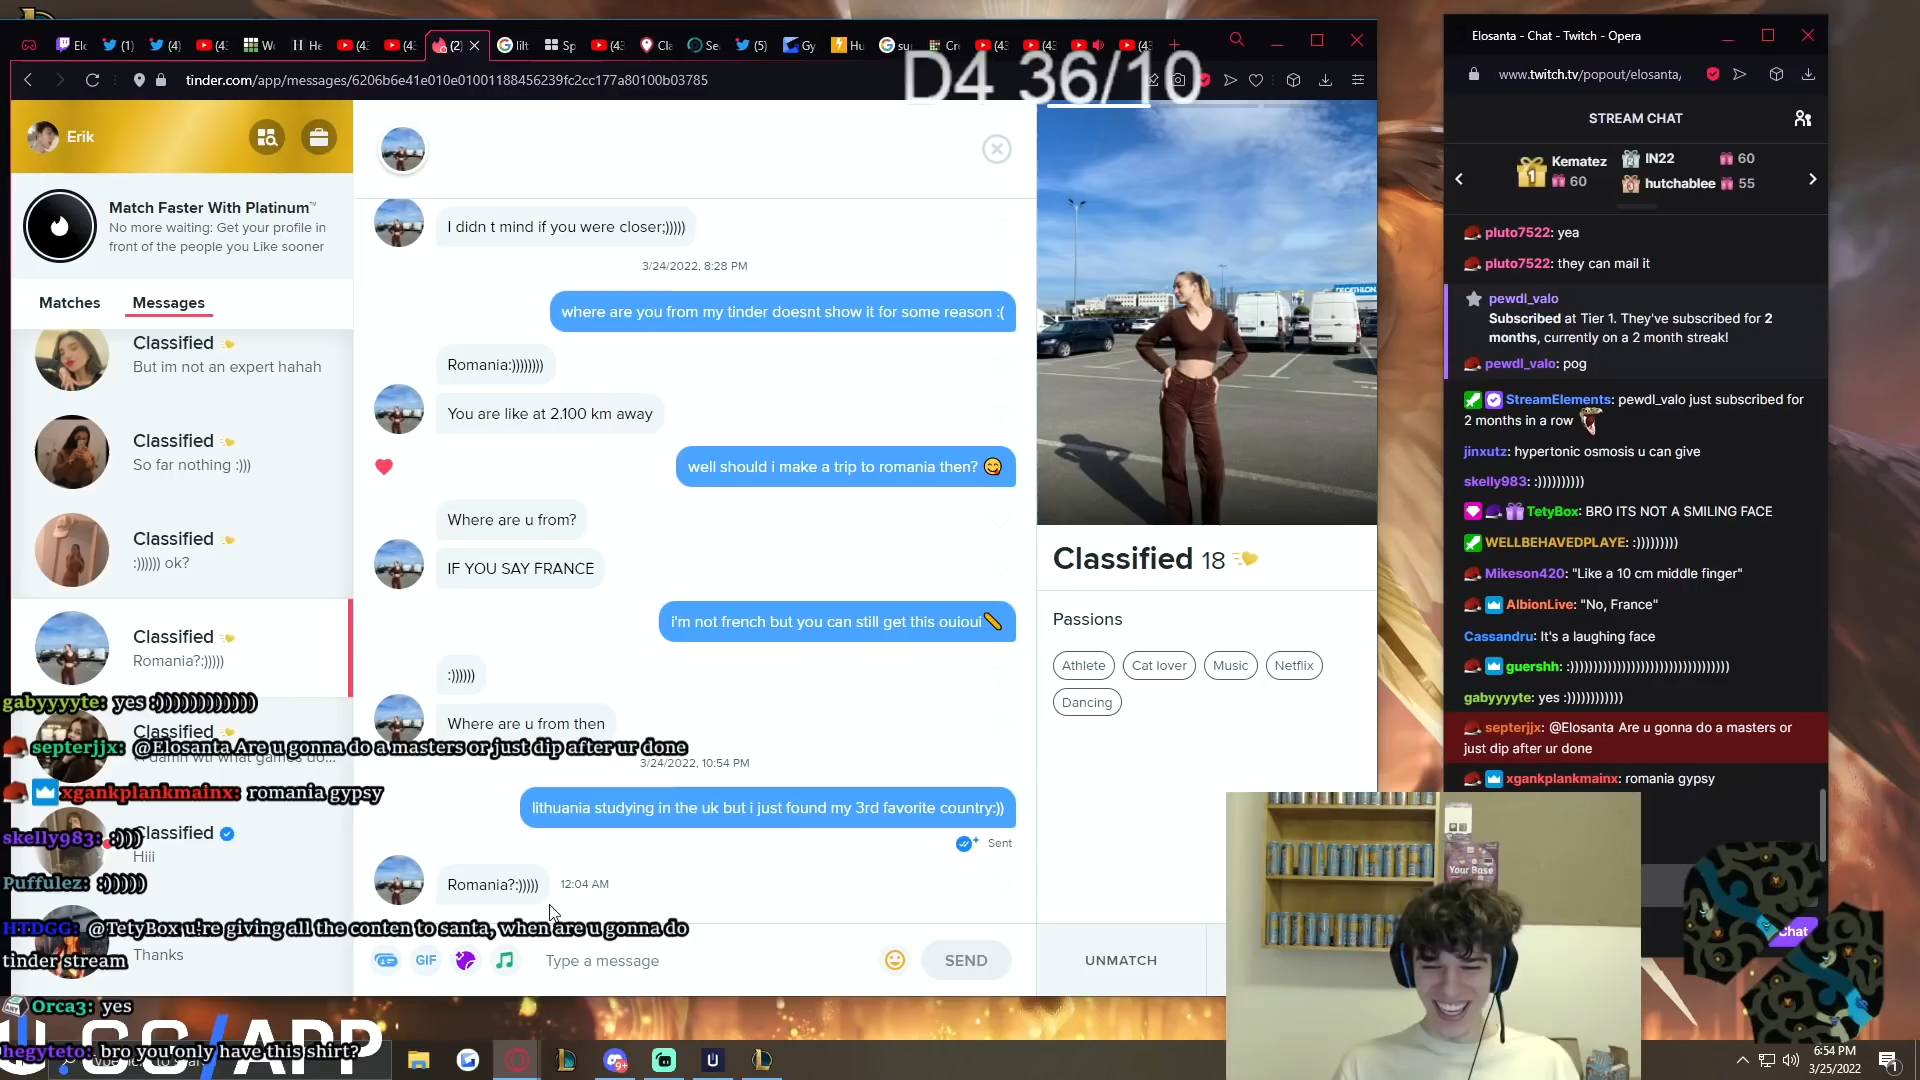 (1)
(4)
(2)
(5)
tinder.com/app/messages/6206b6e41e010e01001188456239fc2cc177a80100b03785
D4 36/10
Erik
Match Faster With Platinum™
No more waiting: Get your profile in
front of the people you Like sooner
Matches
Messages
Classified
But im not an expert hahah
Classified
So far nothing :)))
Classified
:)))))) ok?
Classified
Romania?:)))))
Classified
Classified
Hiii
Thanks
I didn t mind if you were closer;)))))
3/24/2022, 8:28 PM
where are you from my tinder doesnt show it for some reason :(
Romania:))))))))
You are like at 2.100 km away
well should i make a trip to romania then? 😋
Where are u from?
IF YOU SAY FRANCE
i'm not french but you can still get this ouioui🥖
:))))))
Where are u from then
3/24/2022, 10:54 PM
lithuania studying in the uk but i just found my 3rd favorite country:))
Sent
Romania?:)))))
12:04 AM
GIF
Type a message
SEND
DECATHLON
Classified 18
Passions
Athlete
Cat lover
Music
Netflix
Dancing
UNMATCH
gabyyyyte: yes :))))))))))))
septerjjx: @Elosanta Are u gonna do a masters or just dip after ur done
xgankplankmainx: romania gypsy
skelly983: :))))
Puffulez: :))))))
HTDGG: @TetyBox u're giving all the conten to santa, when are u gonna do
tinder stream
Orca3: yes
hegyteto: bro you only have this shirt?
Elosanta - Chat - Twitch - Opera
www.twitch.tv/popout/elosanta/
STREAM CHAT
1
Kematez
60
IN22
60
hutchablee
55
pluto7522: yea
pluto7522: they can mail it
pewdl_valo
Subscribed at Tier 1. They've subscribed for 2
months, currently on a 2 month streak!
pewdl_valo: pog
StreamElements: pewdl_valo just subscribed for
2 months in a row
jinxutz: hypertonic osmosis u can give
skelly983: :))))))))))
TetyBox: BRO ITS NOT A SMILING FACE
WELLBEHAVEDPLAYE: :)))))))))
Mikeson420: "Like a 10 cm middle finger"
AlbionLive: "No, France"
Cassandru: It's a laughing face
guershh: :))))))))))))))))))))))))))))))))))
gabyyyyte: yes :))))))))))))
septerjjx: @Elosanta Are u gonna do a masters or
just dip after ur done
xgankplankmainx: romania gypsy
Chat
Your Base
6:54 PM
3/25/2022